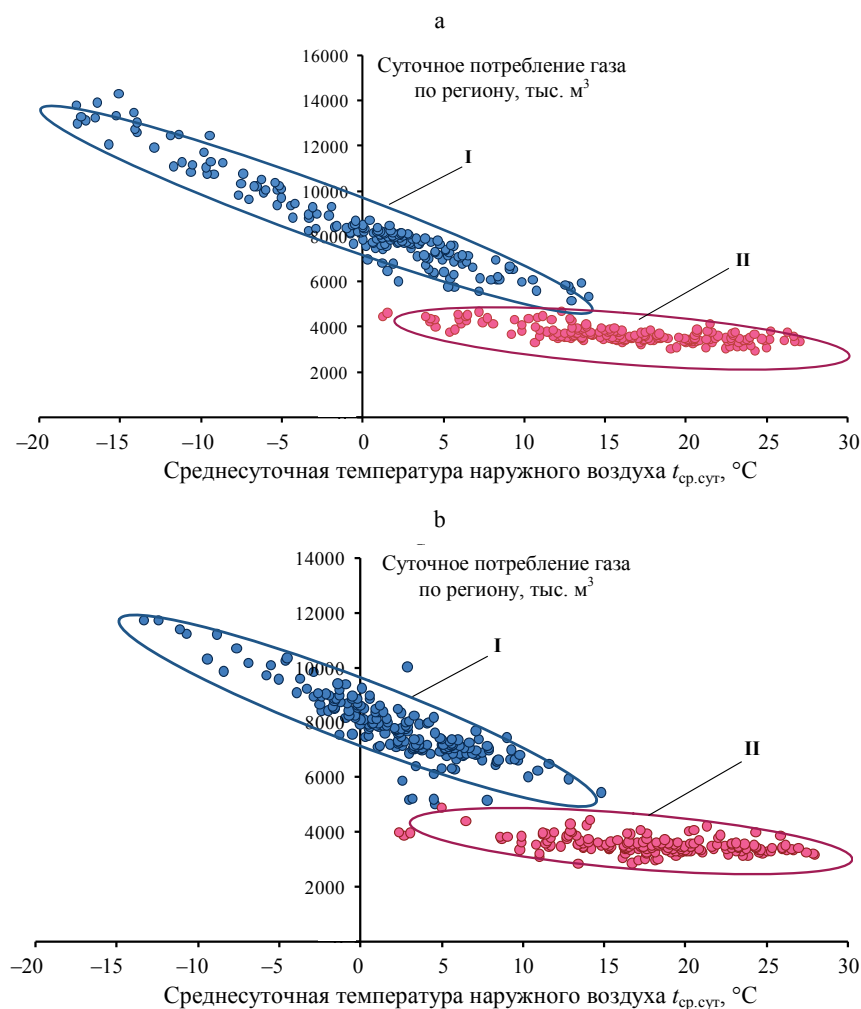 a
16000
Суточное потребление газа
по региону, тыс. м³
14000
12000
I
10000
8000
6000
II
4000
2000
–20 –15 –10 –5 0 5 10 15 20 25 30
Среднесуточная температура наружного воздуха tср.сут, °С
b
14000
Суточное потребление газа
по региону, тыс. м³
12000
I
10000
8000
6000
II
4000
2000
–20 –15 –10 –5 0 5 10 15 20 25 30
Среднесуточная температура наружного воздуха tср.сут, °С